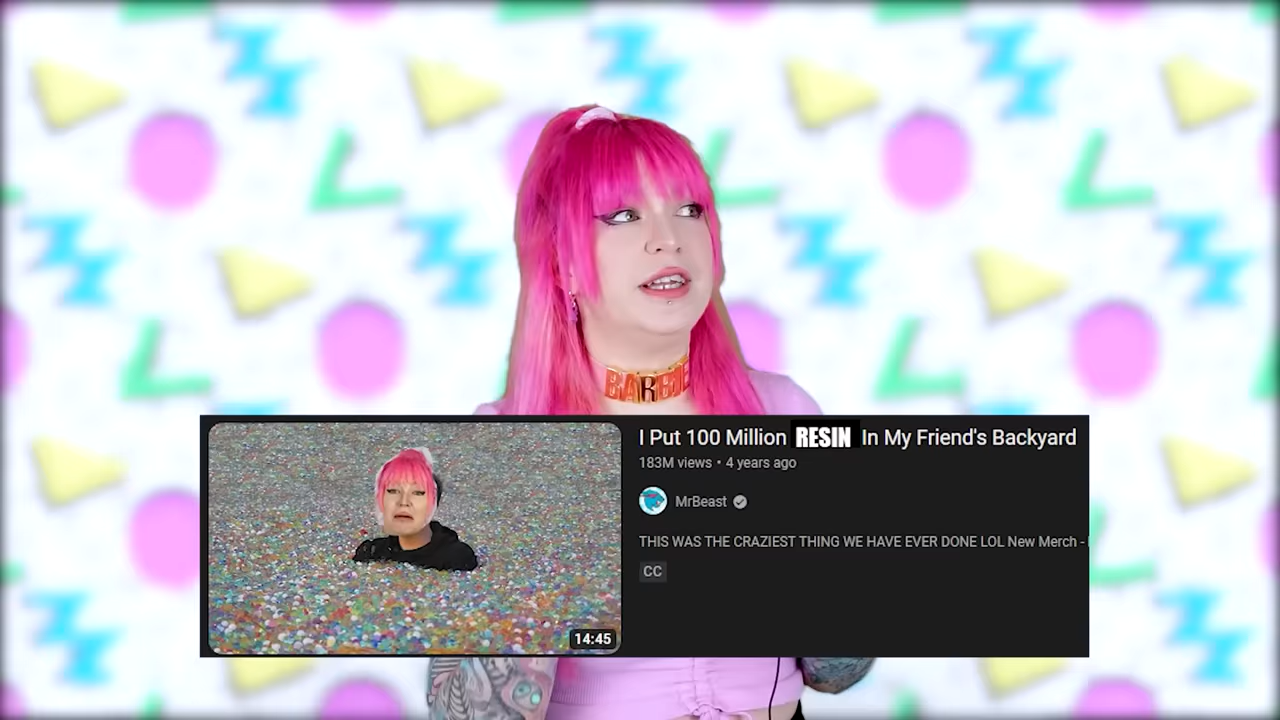 BARBIE
I Put 100 Million RESIN In My Friend's Backyard
183M views • 4 years ago
MrBeast
THIS WAS THE CRAZIEST THING WE HAVE EVER DONE LOL New Merch -
CC
14:45